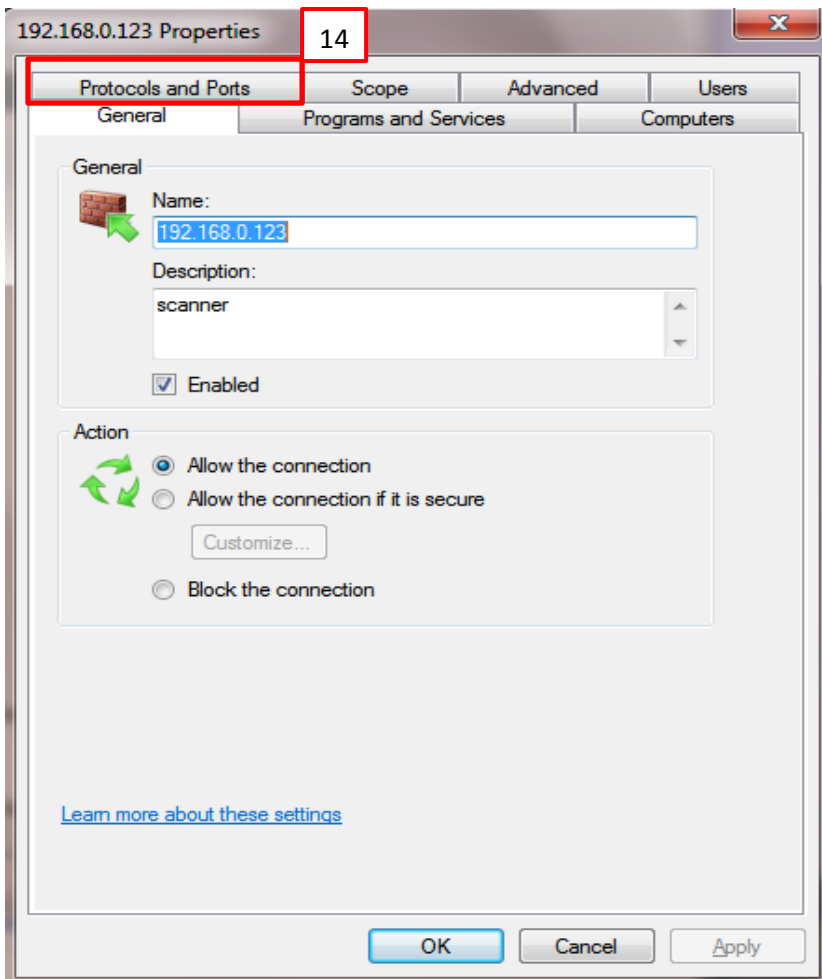 192.168.0.123 Properties
14
Protocols and Ports Scope Advanced Users
General Programs and Services Computers
General
Name:
192.168.0.123
Description:
scanner
Enabled
Action
Allow the connection
Allow the connection if it is secure
Customize...
Block the connection
Learn more about these settings
OK Cancel Apply